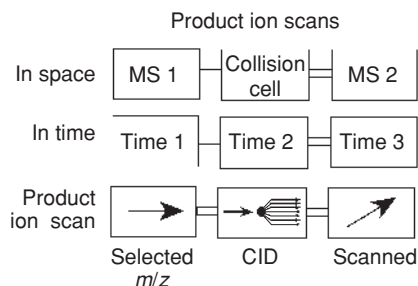 Product ion scans
In space
MS 1
Collision
cell
MS 2
In time
Time 1
Time 2
Time 3
Product
ion scan
Selected
m/z
CID
Scanned